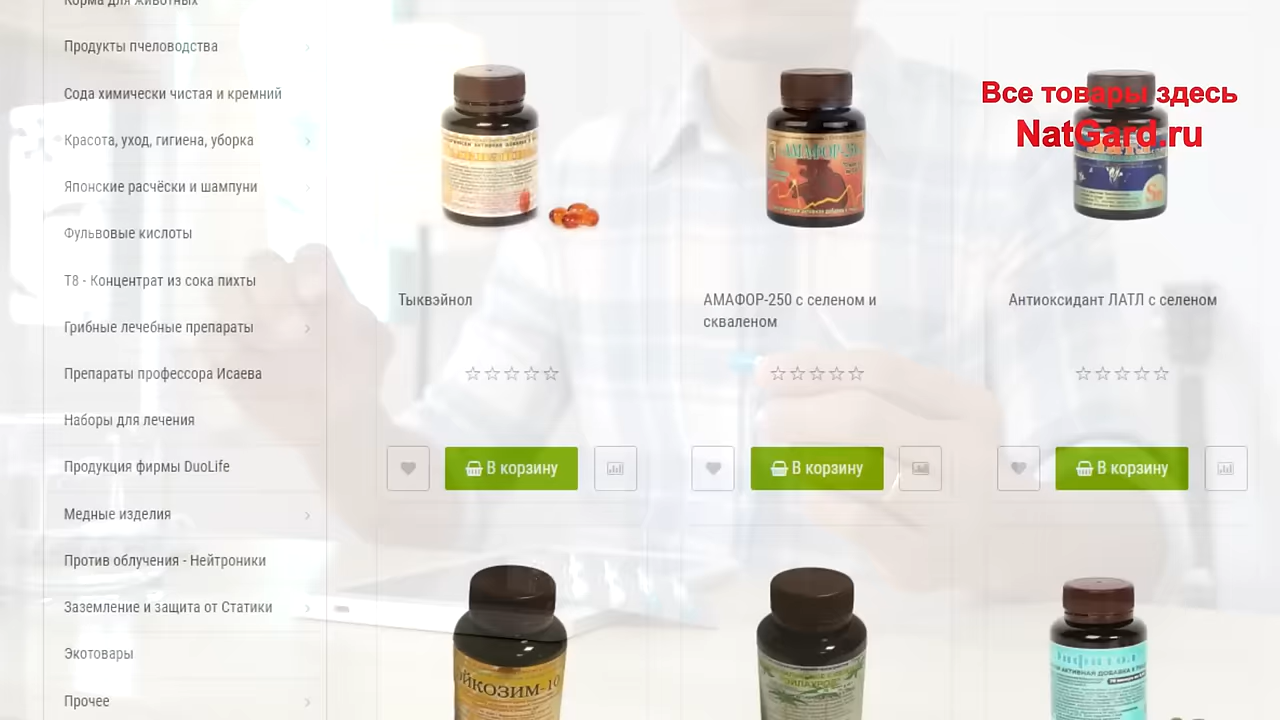 Корма для животных
Продукты пчеловодства
Сода химически чистая и кремний
Красота, уход, гигиена, уборка
Японские расчёски и шампуни
Фульвовые кислоты
Т8 - Концентрат из сока пихты
Грибные лечебные препараты
Препараты профессора Исаева
Наборы для лечения
Продукция фирмы DuoLife
Медные изделия
Против облучения - Нейтроники
Заземление и защита от Статики
Экотовары
Прочее
Все товары здесь
NatGard.ru
АМАФОР-250
Тыквэйнол
АМАФОР-250 с селеном и
скваленом
Антиоксидант ЛАТЛ с селеном
В корзину
В корзину
В корзину
ЙКОЗИМ-10